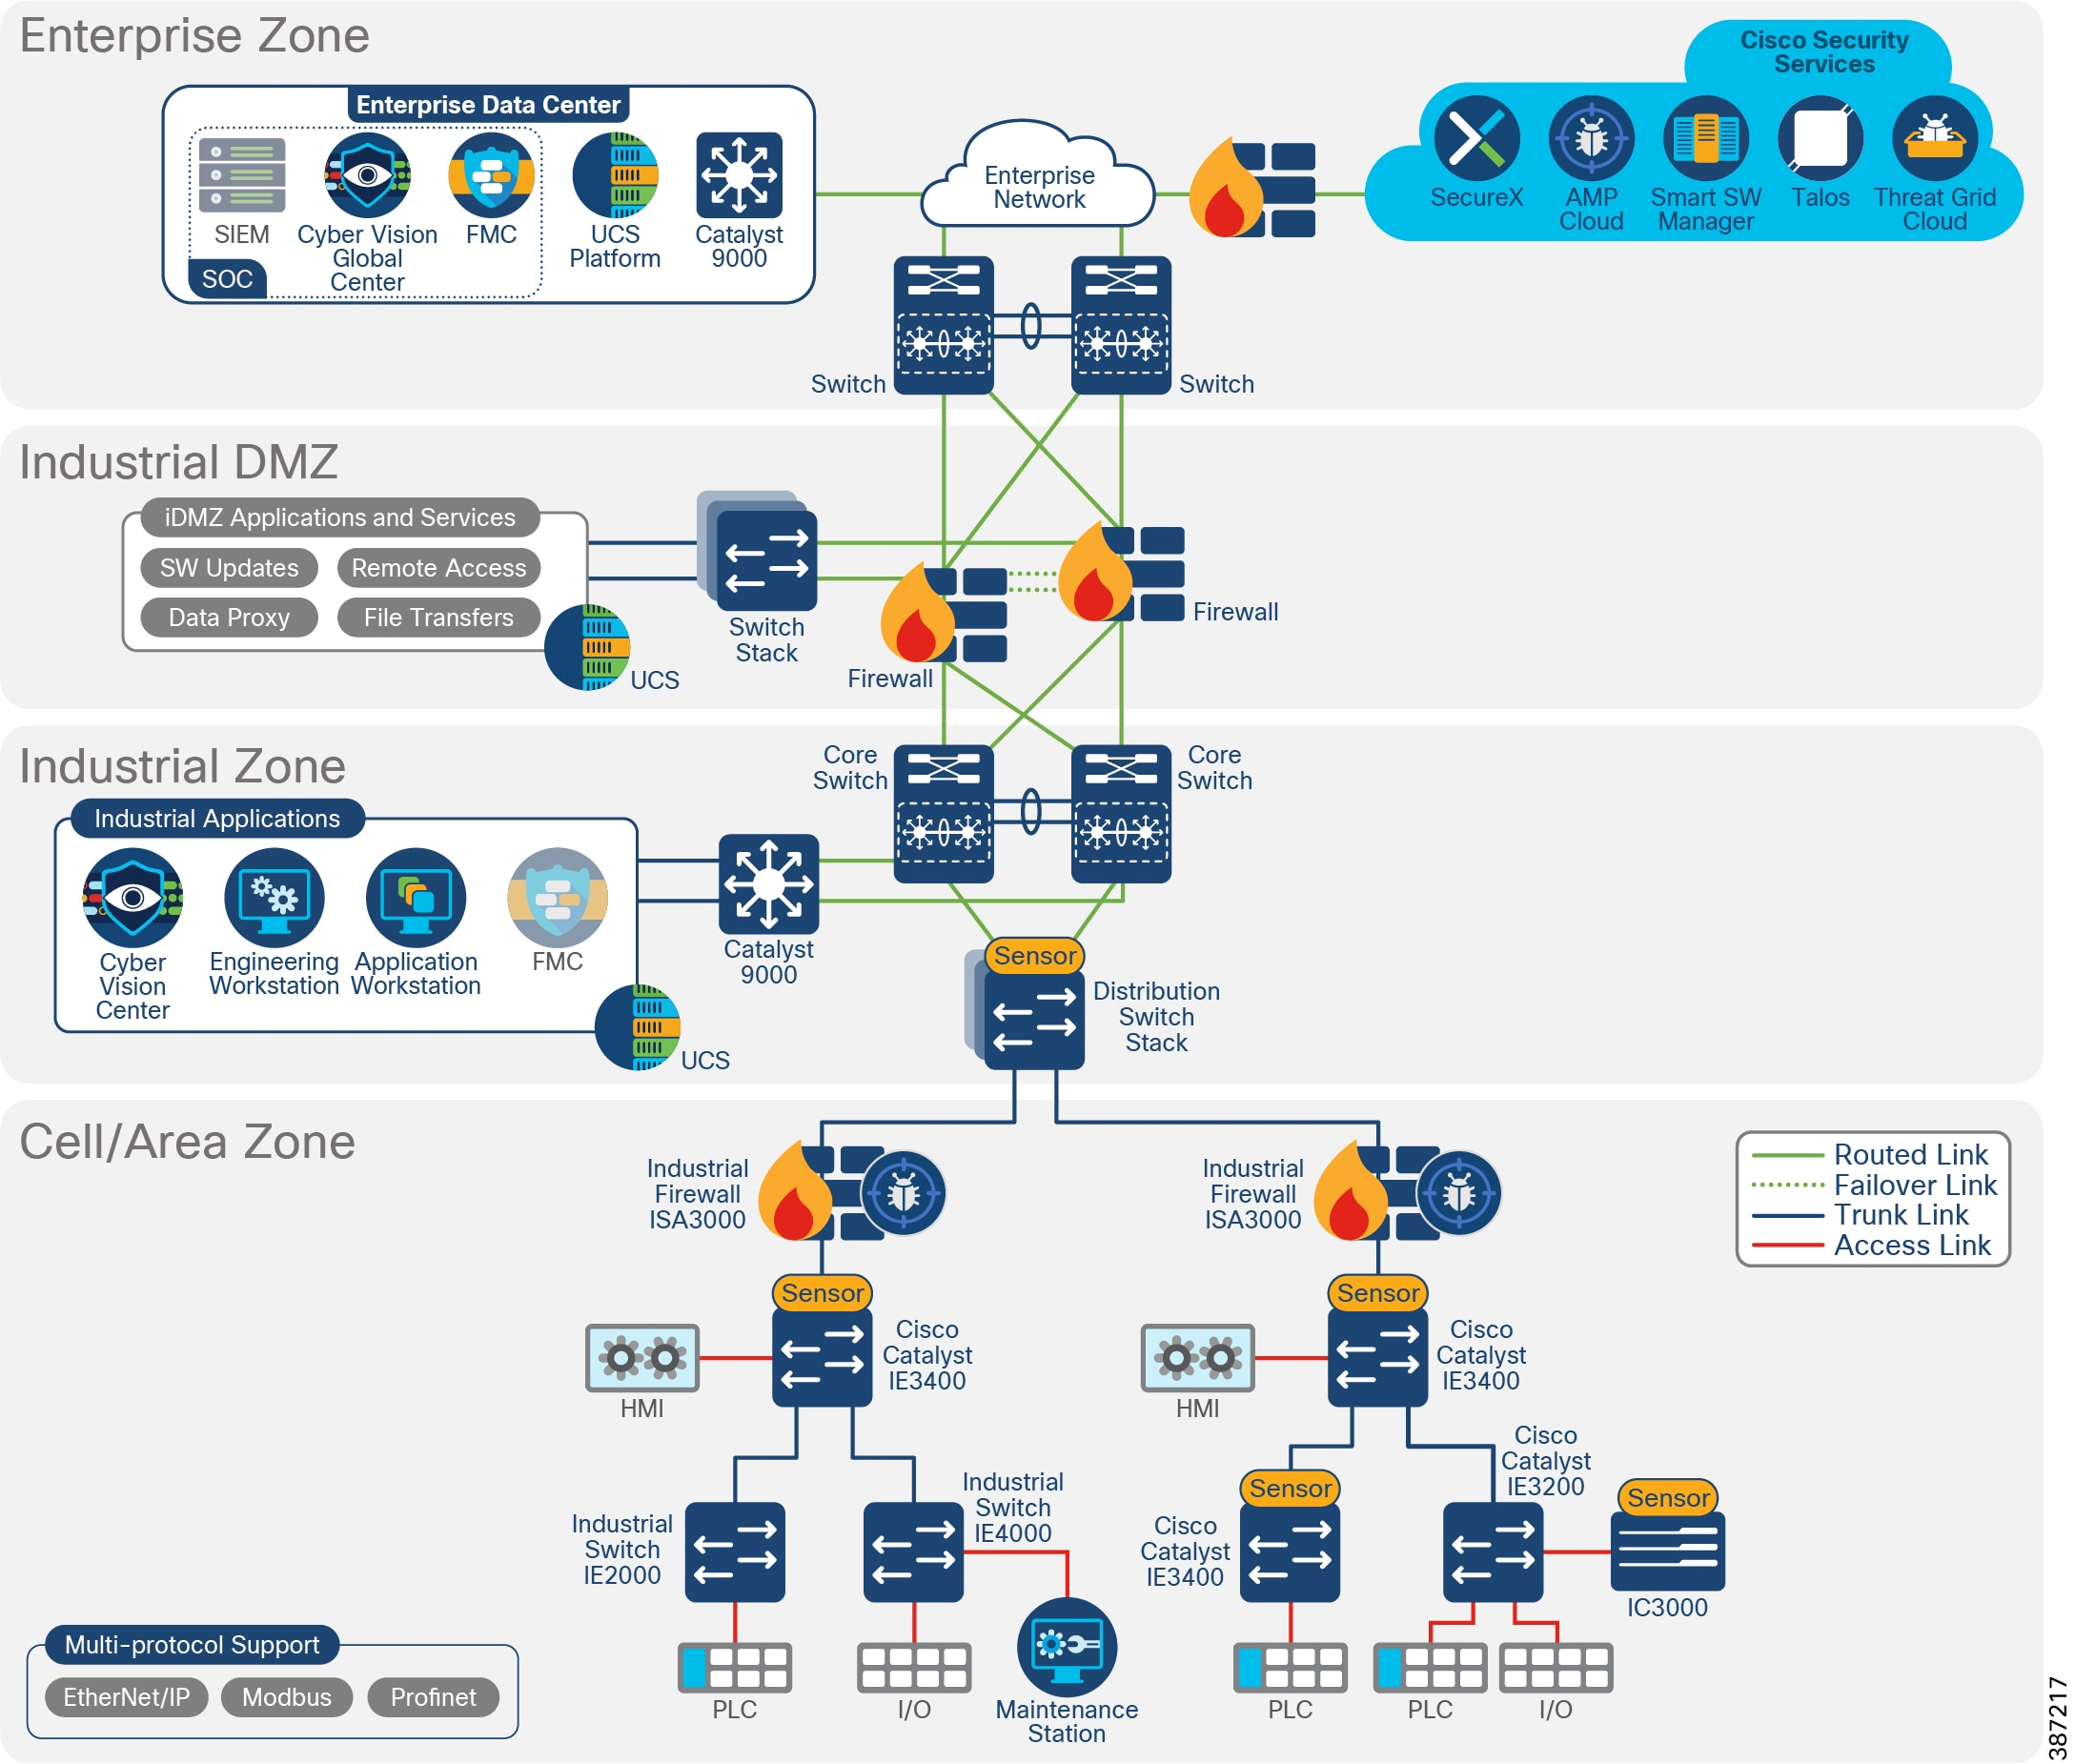 Enterprise Zone
Cisco Security
Services
Enterprise Data Center
SIEM
Cyber Vision
Global
Center
FMC
UCS
Platform
Catalyst
9000
SOC
Enterprise
Network
SecureX
AMP
Cloud
Smart SW
Manager
Talos
Threat Grid
Cloud
Switch
Switch
Industrial DMZ
iDMZ Applications and Services
SW Updates
Remote Access
Data Proxy
File Transfers
UCS
Switch
Stack
Firewall
Firewall
Industrial Zone
Core
Switch
Core
Switch
Industrial Applications
Cyber
Vision
Center
Engineering
Workstation
Application
Workstation
FMC
UCS
Catalyst
9000
Sensor
Distribution
Switch
Stack
Cell/Area Zone
Routed Link
Failover Link
Trunk Link
Access Link
Industrial
Firewall
ISA3000
Industrial
Firewall
ISA3000
Sensor
Cisco
Catalyst
IE3400
HMI
Sensor
Cisco
Catalyst
IE3400
HMI
Industrial
Switch
IE2000
Industrial
Switch
IE4000
Sensor
Cisco
Catalyst
IE3400
Cisco
Catalyst
IE3200
Sensor
IC3000
PLC
I/O
Maintenance
Station
PLC
PLC
I/O
Multi-protocol Support
EtherNet/IP
Modbus
Profinet
387217